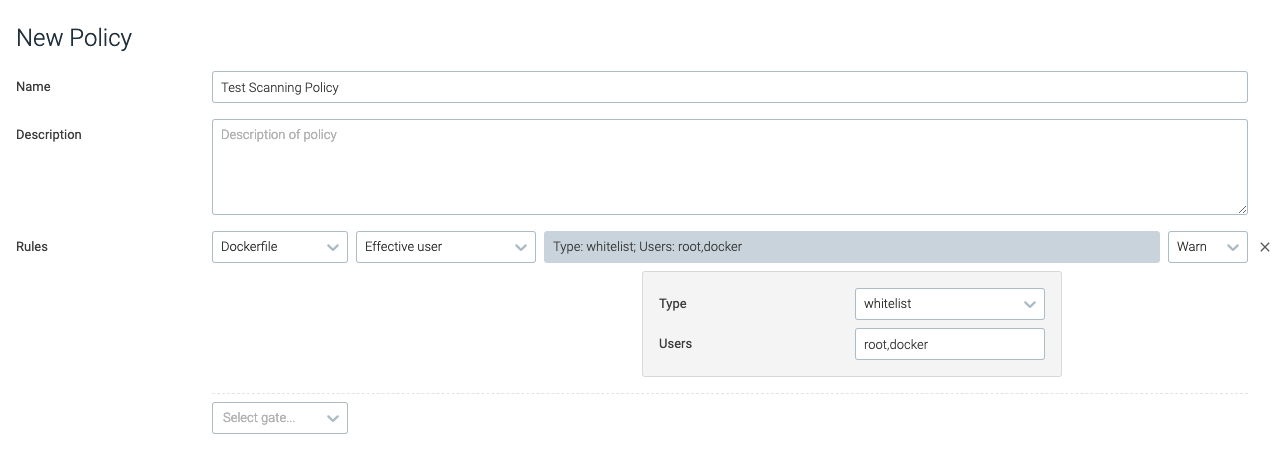 New Policy
Name
Test Scanning Policy
Description
Description of policy
Rules
Dockerfile
Effective user
Type: whitelist; Users: root,docker
Warn
Type
whitelist
Users
root,docker
Select gate...